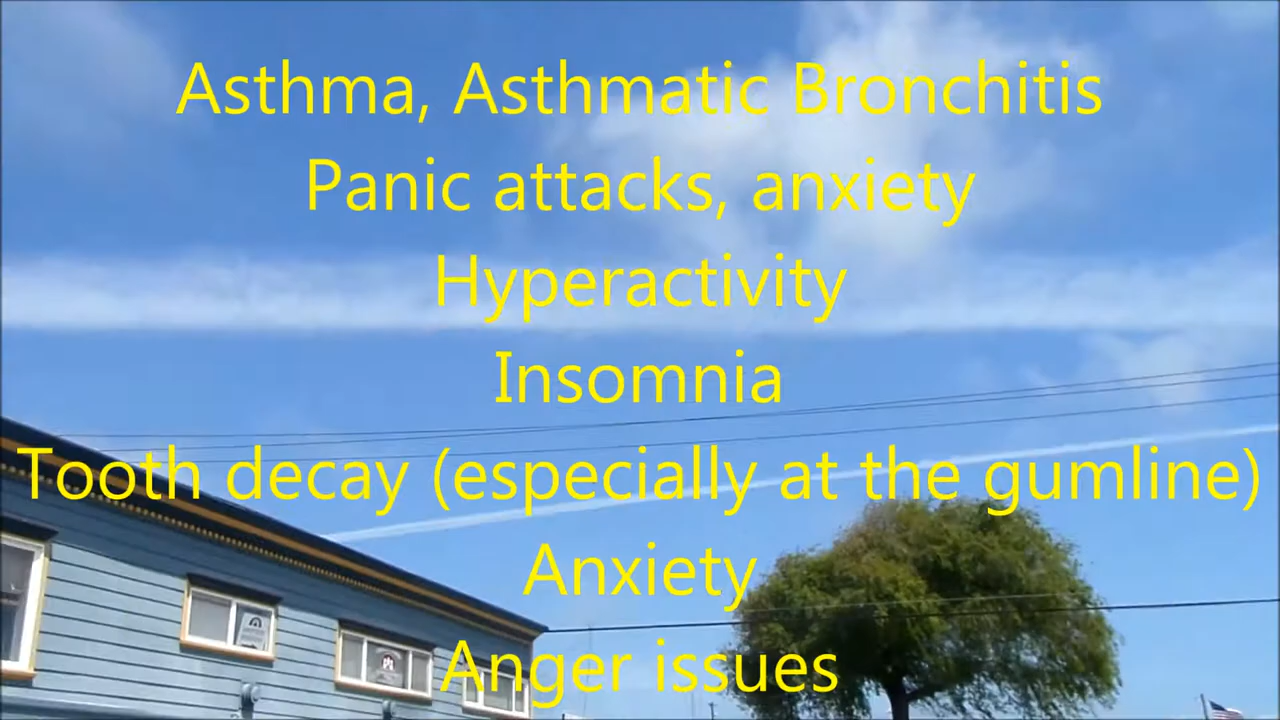 Asthma, Asthmatic Bronchitis
Panic attacks, anxiety
Hyperactivity
Insomnia
Tooth decay (especially at the gumline)
Anxiety
Anger issues